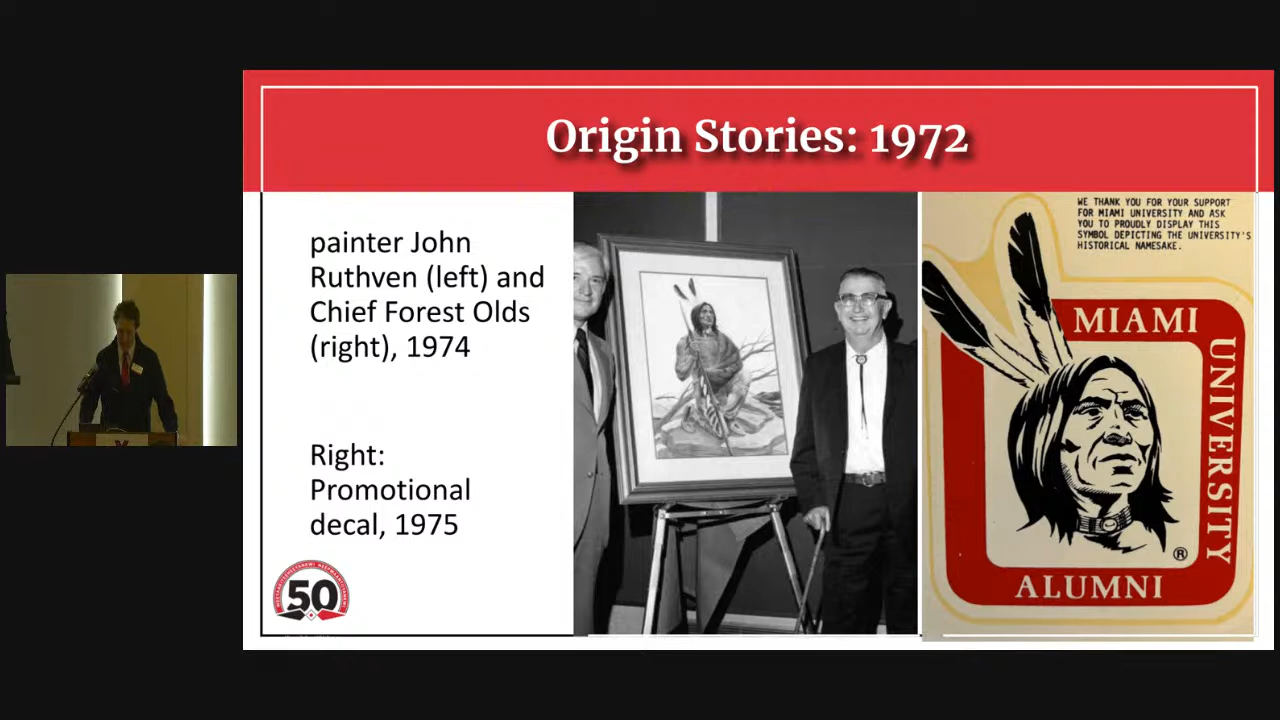 Origin Stories: 1972
painter John
Ruthven (left) and
Chief Forest Olds
(right), 1974
Right:
Promotional
decal, 1975
50
WE THANK YOU FOR YOUR SUPPORT
FOR MIAMI UNIVERSITY AND ASK
YOU TO PROUDLY DISPLAY THIS
SYMBOL DEPICTING THE UNIVERSITY'S
HISTORICAL NAMESAKE.
MIAMI
UNIVERSITY
ALUMNI
®